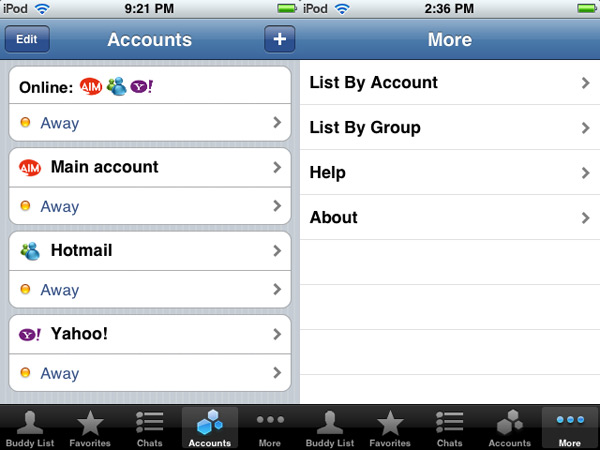 iPod 9:21 PM
Edit Accounts +
Online: AIM Y!
Away
AIM Main account
Away
Hotmail
Away
Y! Yahoo!
Away
Buddy List Favorites Chats Accounts More
iPod 2:36 PM
More
List By Account
List By Group
Help
About
Buddy List Favorites Chats Accounts More